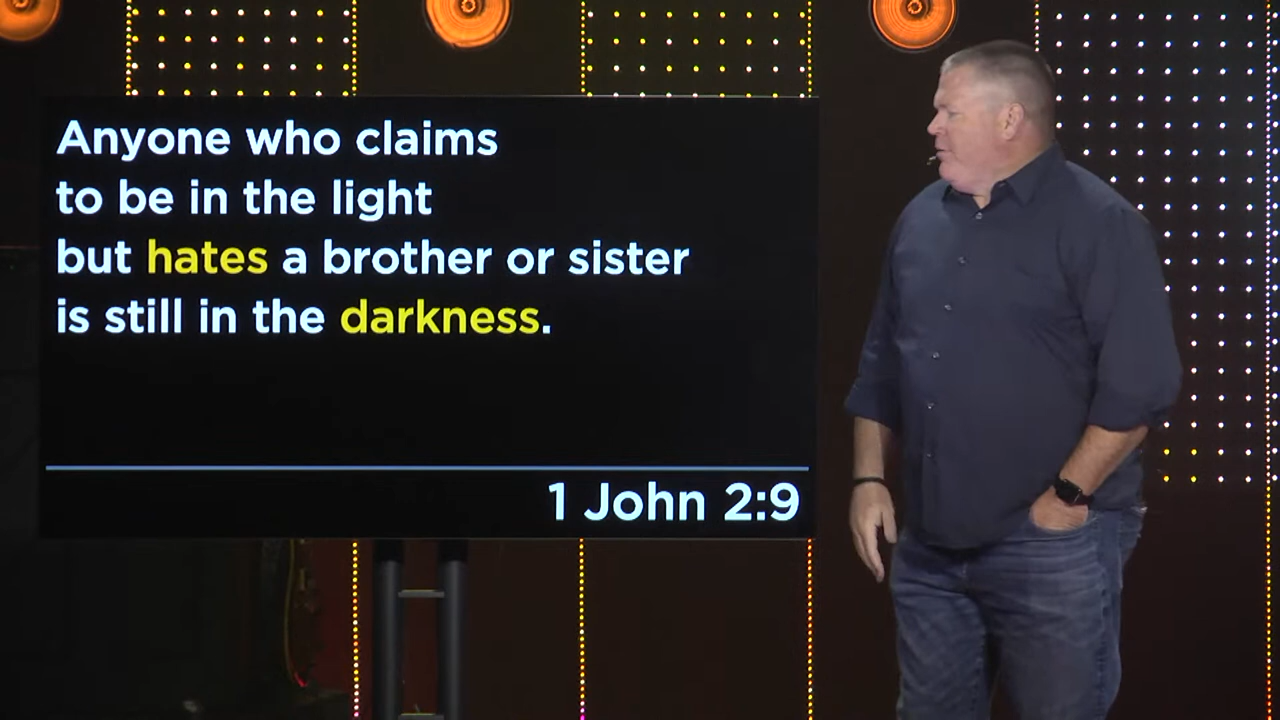 Anyone who claims
to be in the light
but hates a brother or sister
is still in the darkness.
1 John 2:9